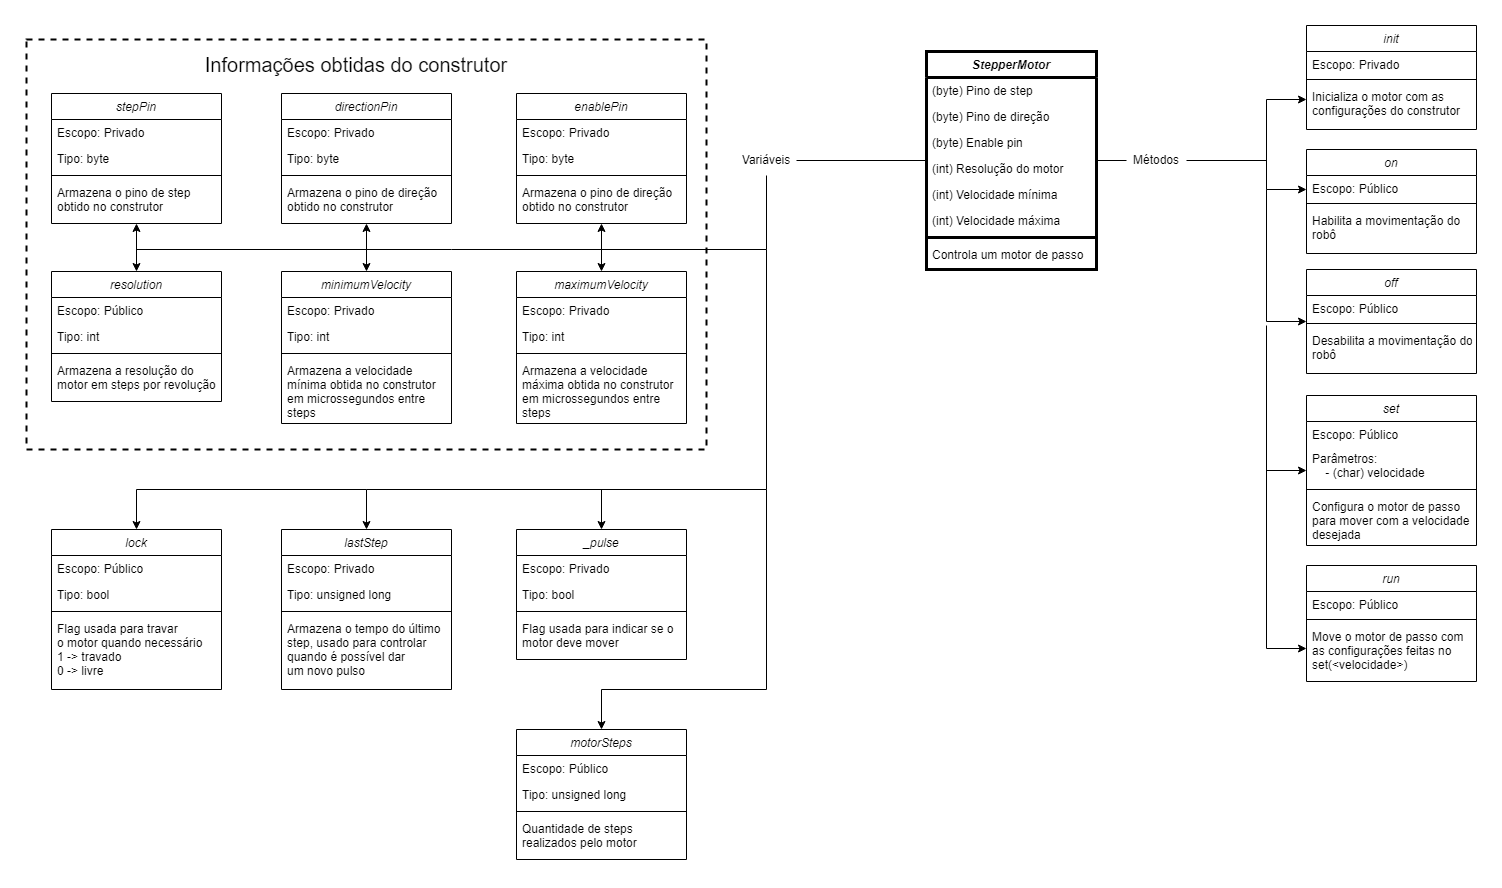 Informações obtidas do construtor
stepPin
Escopo: Privado
Tipo: byte
Armazena o pino de step
obtido no construtor
directionPin
Escopo: Privado
Tipo: byte
Armazena o pino de direção
obtido no construtor
enablePin
Escopo: Privado
Tipo: byte
Armazena o pino de direção
obtido no construtor
resolution
Escopo: Público
Tipo: int
Armazena a resolução do
motor em steps por revolução
minimumVelocity
Escopo: Privado
Tipo: int
Armazena a velocidade
mínima obtida no construtor
em microssegundos entre
steps
maximumVelocity
Escopo: Privado
Tipo: int
Armazena a velocidade
máxima obtida no construtor
em microssegundos entre
steps
lock
Escopo: Público
Tipo: bool
Flag usada para travar
o motor quando necessário
1 -> travado
0 -> livre
lastStep
Escopo: Privado
Tipo: unsigned long
Armazena o tempo do último
step, usado para controlar
quando é possível dar
um novo pulso
_pulse
Escopo: Privado
Tipo: bool
Flag usada para indicar se o
motor deve mover
motorSteps
Escopo: Público
Tipo: unsigned long
Quantidade de steps
realizados pelo motor
Variáveis
StepperMotor
(byte) Pino de step
(byte) Pino de direção
(byte) Enable pin
(int) Resolução do motor
(int) Velocidade mínima
(int) Velocidade máxima
Controla um motor de passo
Métodos
init
Escopo: Privado
Inicializa o motor com as
configurações do construtor
on
Escopo: Público
Habilita a movimentação do
robô
off
Escopo: Público
Desabilita a movimentação do
robô
set
Escopo: Público
Parâmetros:
- (char) velocidade
Configura o motor de passo
para mover com a velocidade
desejada
run
Escopo: Público
Move o motor de passo com
as configurações feitas no
set(<velocidade>)